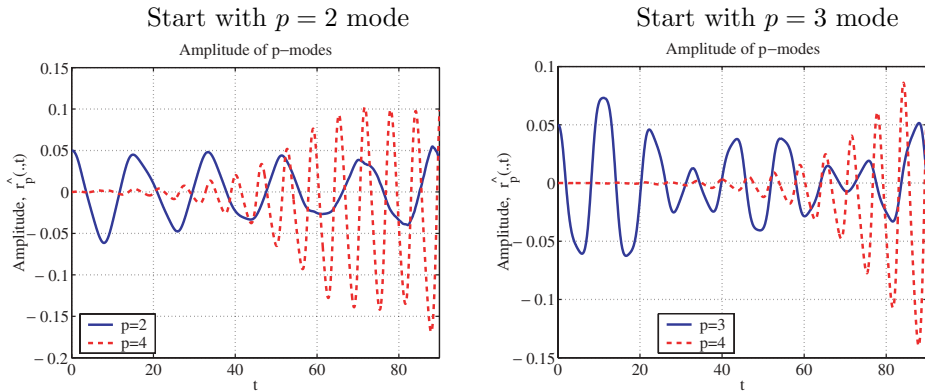 Start with p = 2 mode
Amplitude of p−modes
0.15
0.1
0.05
0
−0.05
−0.1
−0.15
−0.2
0
20
40
60
80
t
Amplitude, r̂_p(.,t)
p=2
p=4
Start with p = 3 mode
Amplitude of p−modes
0.1
0.05
0
−0.05
−0.1
−0.15
0
20
40
60
80
t
Amplitude, r̂_p(.,t)
p=3
p=4